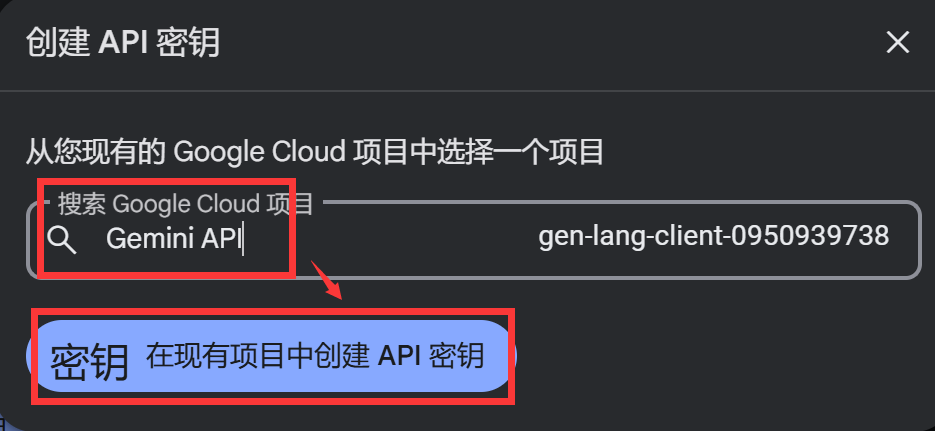 创建 API 密钥
从您现有的 Google Cloud 项目中选择一个项目
搜索 Google Cloud 项目
Gemini API gen-lang-client-0950939738
密钥 在现有项目中创建 API 密钥